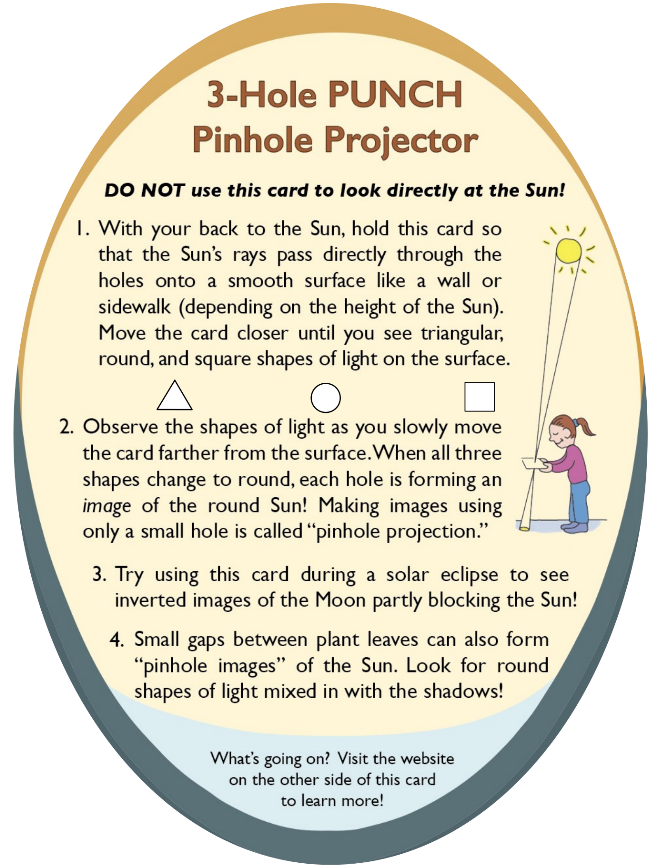 3-Hole PUNCH
Pinhole Projector
DO NOT use this card to look directly at the Sun!
1. With your back to the Sun, hold this card so
that the Sun's rays pass directly through the
holes onto a smooth surface like a wall or
sidewalk (depending on the height of the Sun).
Move the card closer until you see triangular,
round, and square shapes of light on the surface.
2. Observe the shapes of light as you slowly move
the card farther from the surface. When all three
shapes change to round, each hole is forming an
image of the round Sun! Making images using
only a small hole is called “pinhole projection.”
3. Try using this card during a solar eclipse to see
inverted images of the Moon partly blocking the Sun!
4. Small gaps between plant leaves can also form
“pinhole images” of the Sun. Look for round
shapes of light mixed in with the shadows!
What's going on? Visit the website
on the other side of this card
to learn more!